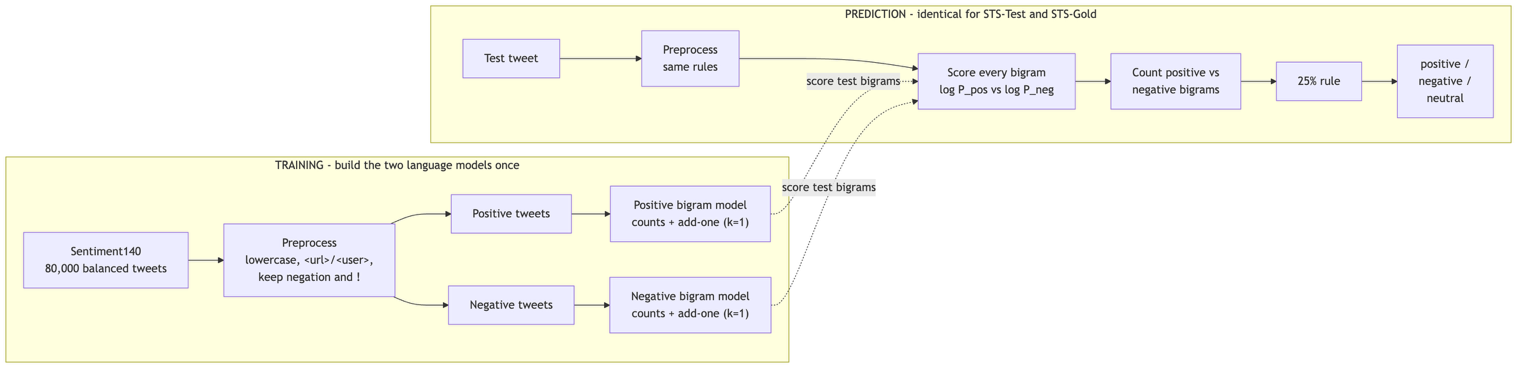 PREDICTION - identical for STS-Test and STS-Gold
Test tweet
Preprocess
same rules
score test bigrams
Score every bigram
log P_pos vs log P_neg
Count positive vs
negative bigrams
25% rule
positive /
negative /
neutral
TRAINING - build the two language models once
Sentiment140
80,000 balanced tweets
Preprocess
lowercase, <url>/<user>,
keep negation and !
Positive tweets
Positive bigram model
counts + add-one (k=1)
score test bigrams
Negative tweets
Negative bigram model
counts + add-one (k=1)